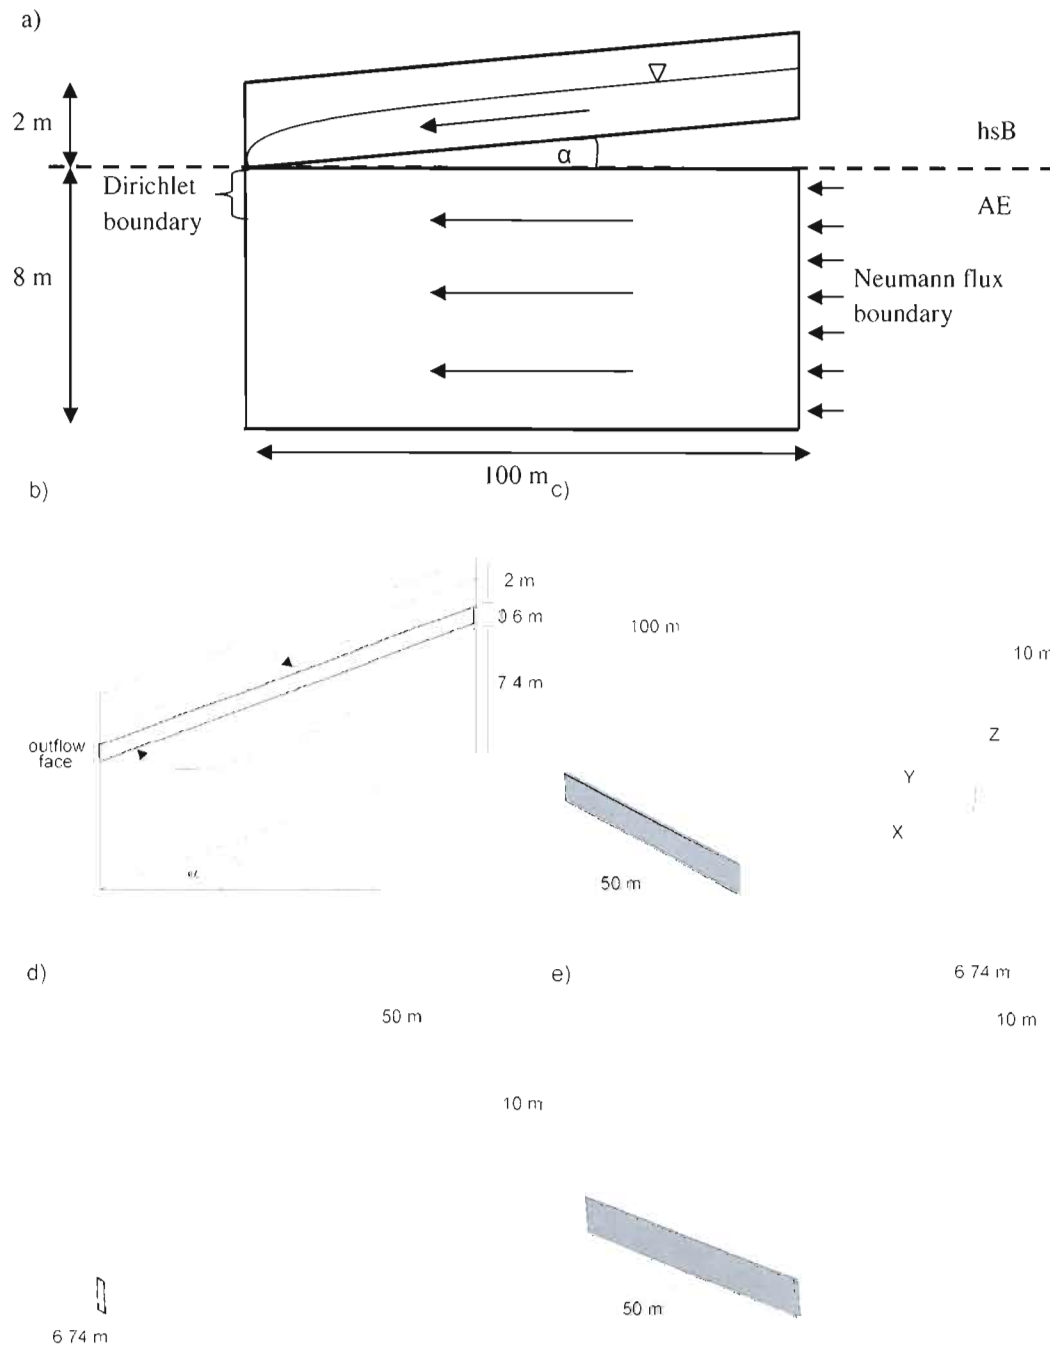 a)
2 m
hsB
α
Dirichlet
boundary
AE
8 m
Neumann flux
boundary
100 m
b)
c)
2 m
0 6 m
7 4 m
outflow
face
100 m
10 m
Z
Y
X
50 m
d)
e)
50 m
10 m
6 74 m
6 74 m
10 m
50 m